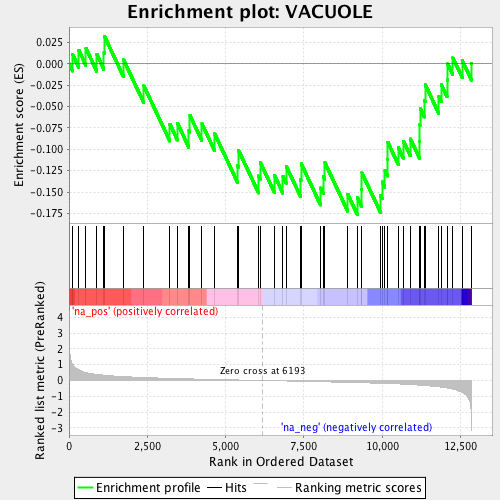 Enrichment plot: VACUOLE
Enrichment score (ES)
0.025
0.000
-0.025
-0.050
-0.075
-0.100
-0.125
-0.150
-0.175
'na_pos' (positively correlated)
Ranked list metric (PreRanked)
4
3
2
1
0
-1
-2
-3
Zero cross at 6193
'na_neg' (negatively correlated)
0
2,500
5,000
7,500
10,000
12,500
Rank in Ordered Dataset
Enrichment profile
Hits
Ranking metric scores